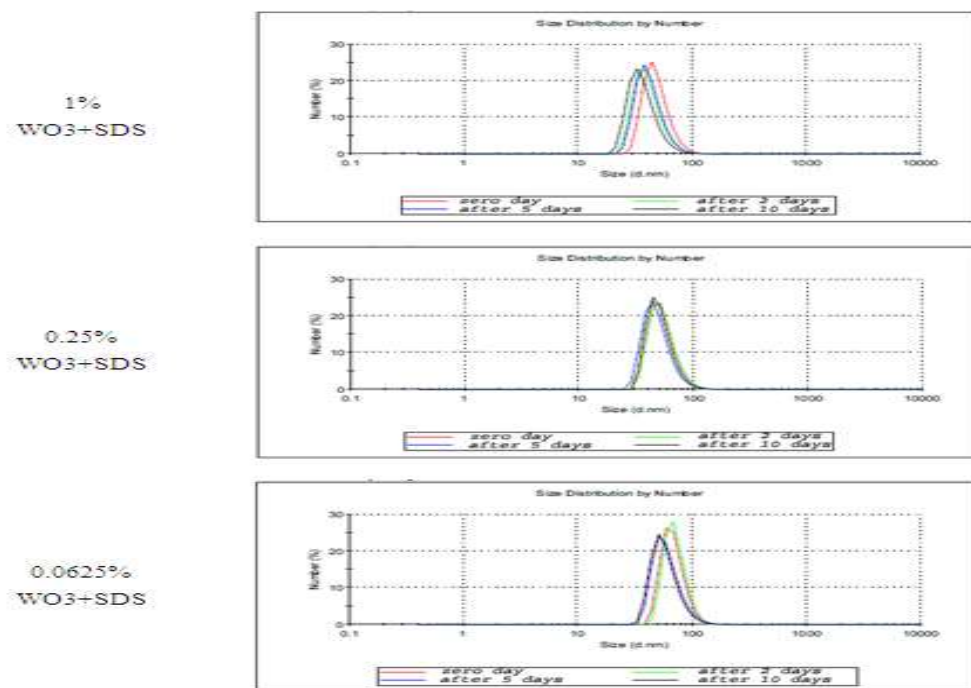 1%
WO3+SDS
Size Distribution by Number
Number (%)
30
20
10
0
0.1 1 10 100 1000 10000
Size (d.nm)
zero day after 3 days
after 5 days after 10 days
0.25%
WO3+SDS
Size Distribution by Number
Number (%)
30
20
10
0
0.1 1 10 100 1000 10000
Size (d.nm)
zero day after 3 days
after 5 days after 10 days
0.0625%
WO3+SDS
Size Distribution by Number
Number (%)
30
20
10
0
0.1 1 10 100 1000 10000
Size (d.nm)
zero day after 3 days
after 5 days after 10 days